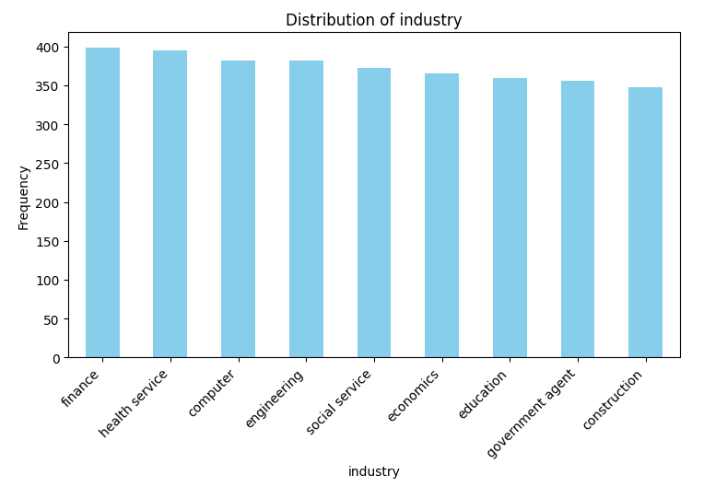 Distribution of industry
Frequency
400
350
300
250
200
150
100
50
0
finance
health service
computer
engineering
social service
economics
education
government agent
construction
industry